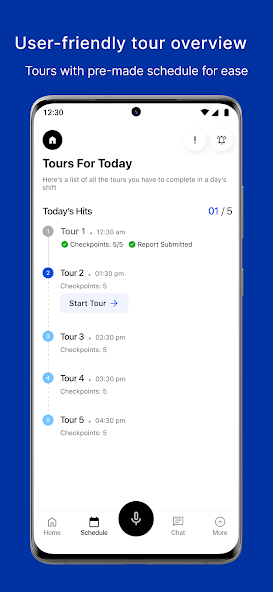 User-friendly tour overview
Tours with pre-made schedule for ease
12:30
Tours For Today
Here's a list of all the tours you have to complete in a day's
shift
Today's Hits 01 / 5
1 Tour 1 • 12:30 am
Checkpoints: 5/5 Report Submitted
2 Tour 2 • 01:30 pm
Checkpoints: 5
Start Tour →
3 Tour 3 • 02:30 pm
Checkpoints: 5
4 Tour 4 • 03:30 pm
Checkpoints: 5
5 Tour 5 • 04:30 pm
Checkpoints: 5
Home Schedule Chat More